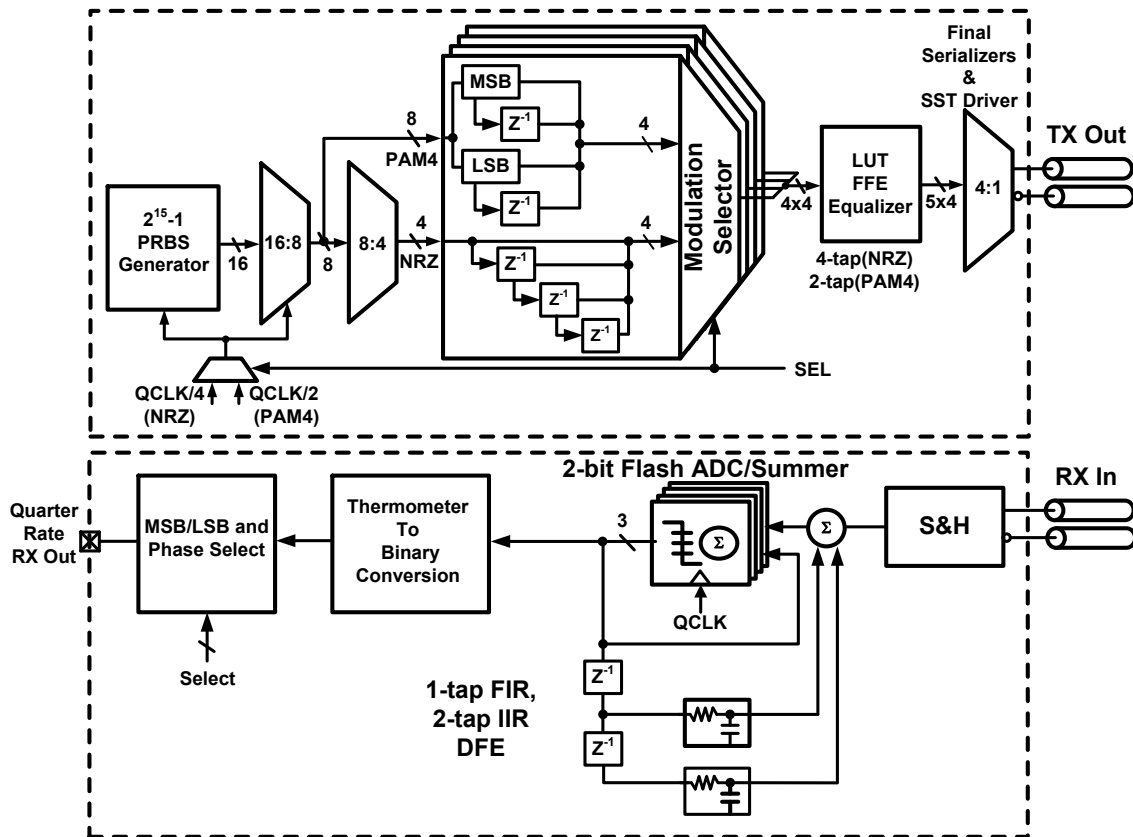 Final
Serializers
&
SST Driver
TX Out
MSB
Z-1
LSB
Z-1
8
PAM4
4
4
Modulation
Selector
4x4
LUT
FFE
Equalizer
5x4
4:1
4-tap(NRZ)
2-tap(PAM4)
215-1
PRBS
Generator
16
16:8
8
8:4
4
NRZ
Z-1
Z-1
Z-1
QCLK/4
(NRZ)
QCLK/2
(PAM4)
SEL
2-bit Flash ADC/Summer
RX In
Quarter
Rate
RX Out
MSB/LSB and
Phase Select
Select
Thermometer
To
Binary
Conversion
3
Σ
QCLK
Σ
S&H
Z-1
Z-1
1-tap FIR,
2-tap IIR
DFE